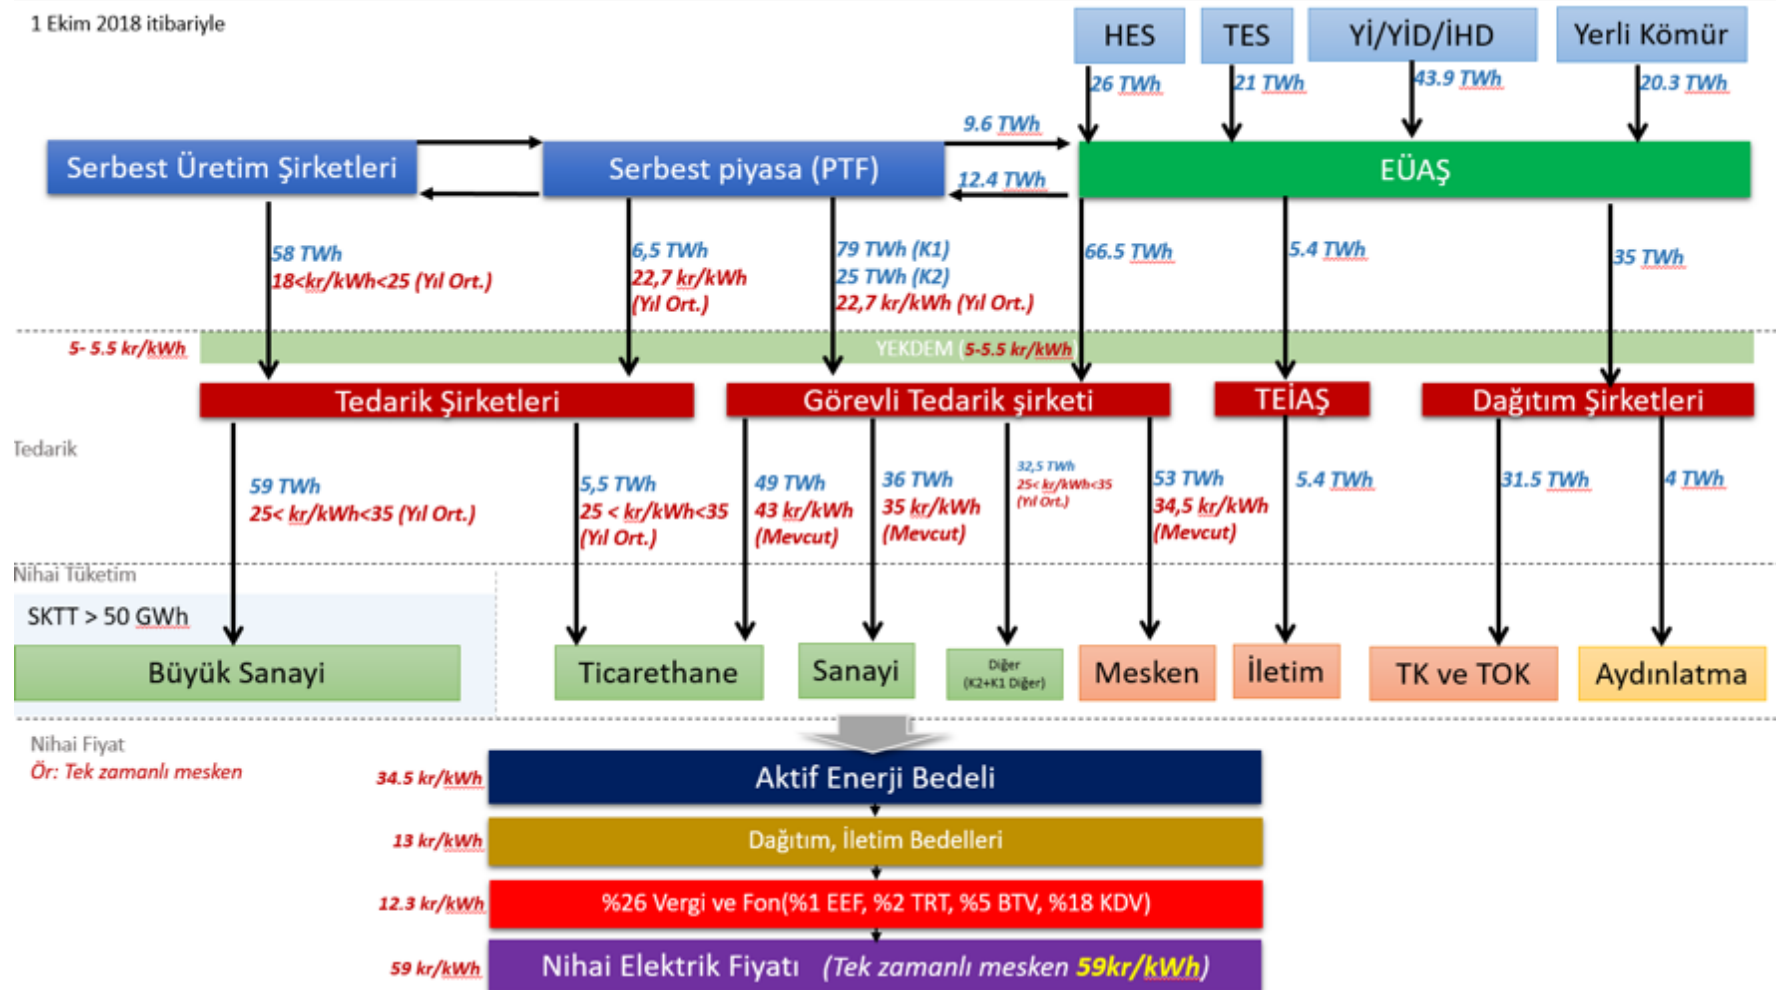 1 Ekim 2018 itibariyle
HES
TES
Yİ/YİD/İHD
Yerli Kömür
26 TWh
21 TWh
43.9 TWh
20.3 TWh
9.6 TWh
12.4 TWh
Serbest Üretim Şirketleri
Serbest piyasa (PTF)
EÜAŞ
58 TWh
18<kr/kWh<25 (Yıl Ort.)
6,5 TWh
22,7 kr/kWh
(Yıl Ort.)
79 TWh (K1)
25 TWh (K2)
22,7 kr/kWh (Yıl Ort.)
66.5 TWh
5.4 TWh
35 TWh
5- 5.5 kr/kWh
YEKDEM (5-5.5 kr/kWh)
Tedarik Şirketleri
Görevli Tedarik şirketi
TEİAŞ
Dağıtım Şirketleri
Tedarik
59 TWh
25< kr/kWh<35 (Yıl Ort.)
5,5 TWh
25 < kr/kWh<35
(Yıl Ort.)
49 TWh
43 kr/kWh
(Mevcut)
36 TWh
35 kr/kWh
(Mevcut)
32,5 TWh
25< kr/kWh<35
(Yıl Ort.)
53 TWh
34,5 kr/kWh
(Mevcut)
5.4 TWh
31.5 TWh
4 TWh
Nihai Tüketim
SKTT > 50 GWh
Büyük Sanayi
Ticarethane
Sanayi
Diğer
(K2+K1 Diğer)
Mesken
İletim
TK ve TOK
Aydınlatma
Nihai Fiyat
Ör: Tek zamanlı mesken
34.5 kr/kWh
Aktif Enerji Bedeli
13 kr/kWh
Dağıtım, İletim Bedelleri
12.3 kr/kWh
%26 Vergi ve Fon(%1 EEF, %2 TRT, %5 BTV, %18 KDV)
59 kr/kWh
Nihai Elektrik Fiyatı (Tek zamanlı mesken 59kr/kWh)